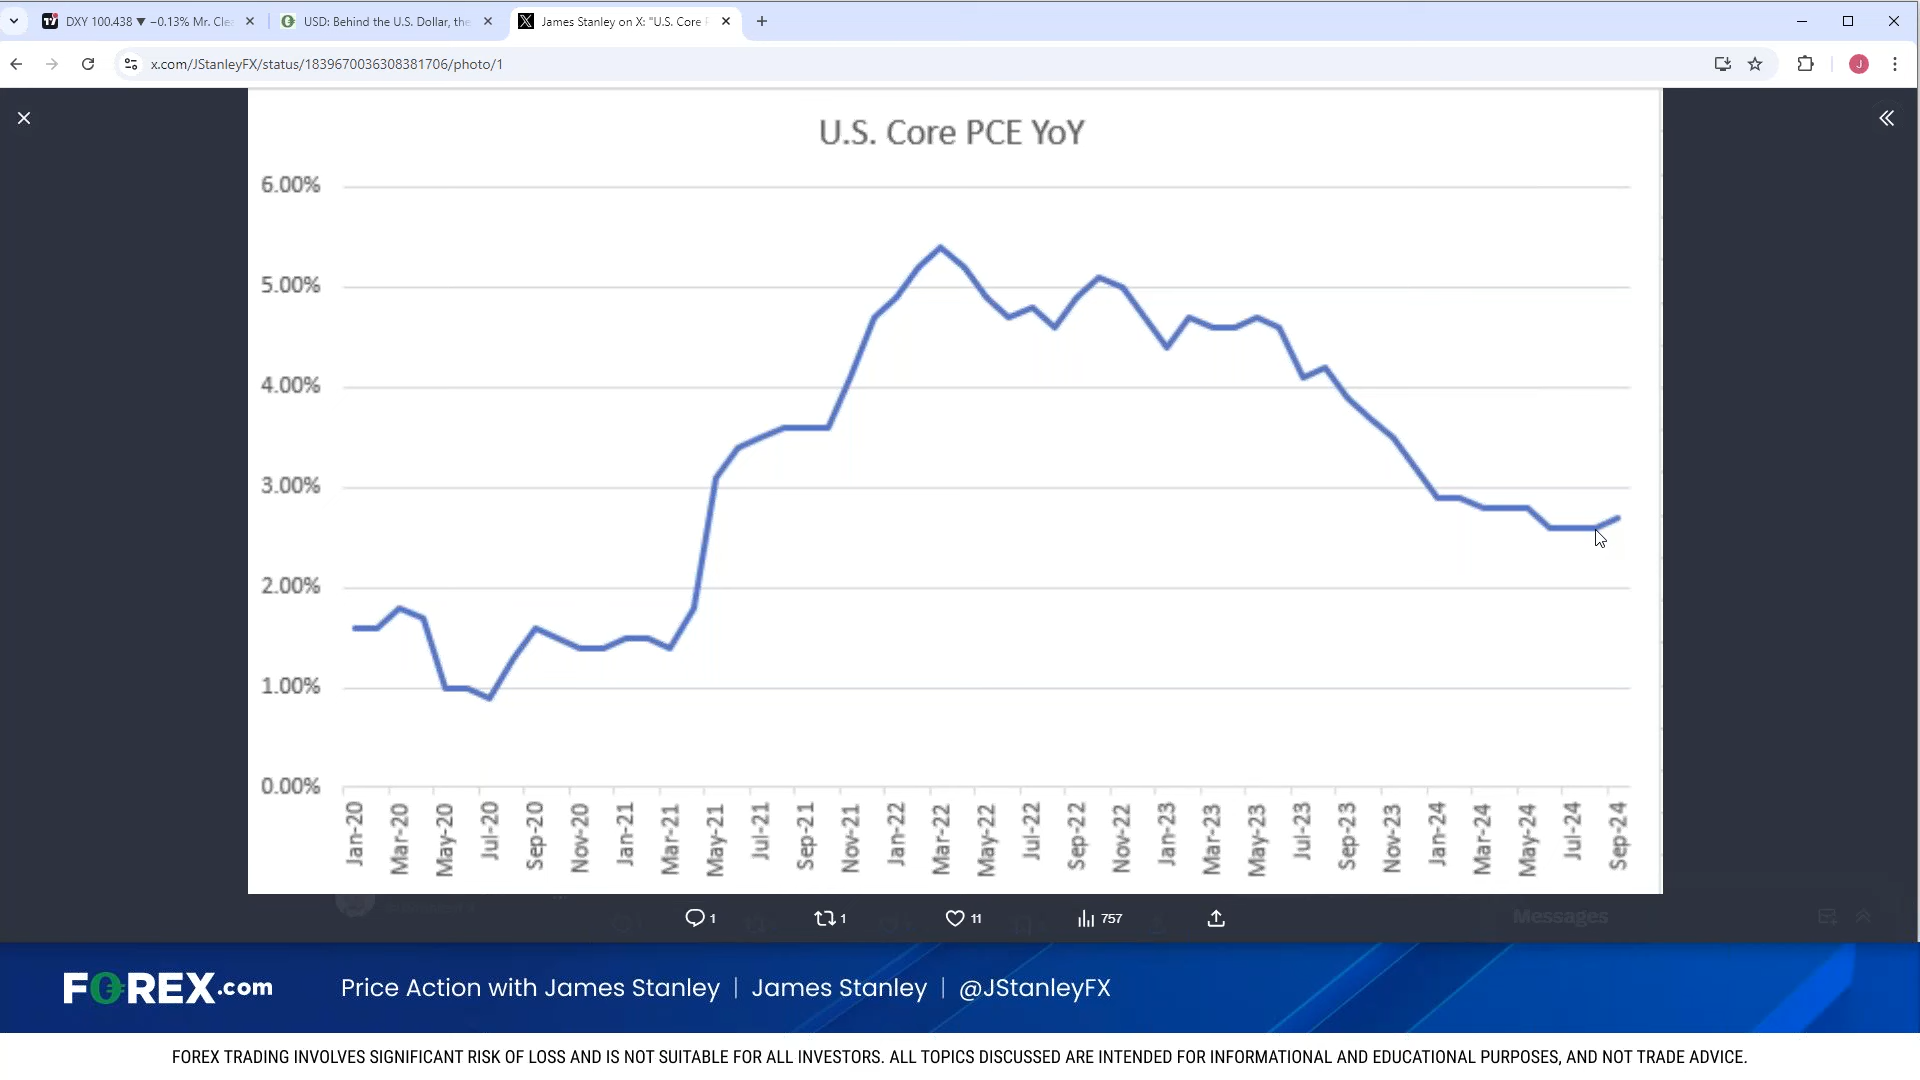 DXY 100.438 ▼ −0.13% Mr. Cle
USD: Behind the U.S. Dollar, the
James Stanley on X: "U.S. Core P
x.com/JStanleyFX/status/1839670036308381706/photo/1
J
U.S. Core PCE YoY
6.00%
5.00%
4.00%
3.00%
2.00%
1.00%
0.00%
Jan-20
Mar-20
May-20
Jul-20
Sep-20
Nov-20
Jan-21
Mar-21
May-21
Jul-21
Sep-21
Nov-21
Jan-22
Mar-22
May-22
Jul-22
Sep-22
Nov-22
Jan-23
Mar-23
May-23
Jul-23
Sep-23
Nov-23
Jan-24
Mar-24
May-24
Jul-24
Sep-24
1
1
11
757
Messages
FOREX.com
Price Action with James Stanley | James Stanley | @JStanleyFX
FOREX TRADING INVOLVES SIGNIFICANT RISK OF LOSS AND IS NOT SUITABLE FOR ALL INVESTORS. ALL TOPICS DISCUSSED ARE INTENDED FOR INFORMATIONAL AND EDUCATIONAL PURPOSES, AND NOT TRADE ADVICE.